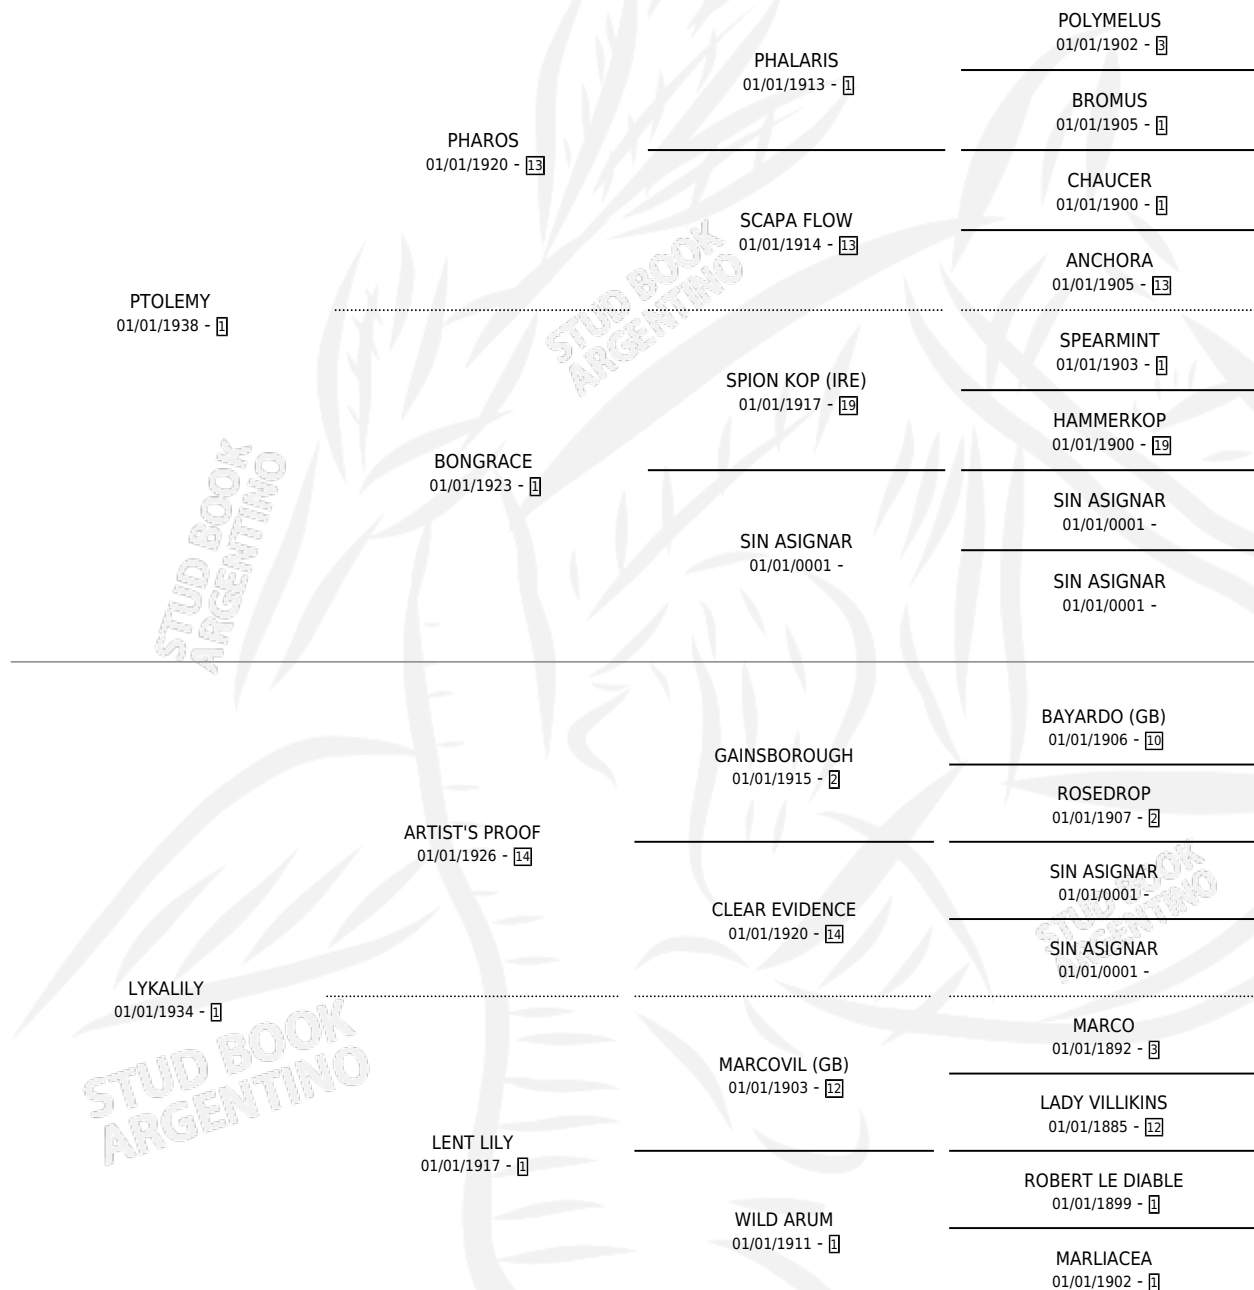 POLYMELUS
01/01/1902 - 3
PHALARIS
01/01/1913 - 1
BROMUS
01/01/1905 - 1
PHAROS
01/01/1920 - 13
CHAUCER
01/01/1900 - 1
SCAPA FLOW
01/01/1914 - 13
ANCHORA
01/01/1905 - 13
PTOLEMY
01/01/1938 - 1
SPEARMINT
01/01/1903 - 1
SPION KOP (IRE)
01/01/1917 - 19
HAMMERKOP
01/01/1900 - 19
BONGRACE
01/01/1923 - 1
SIN ASIGNAR
01/01/0001 -
SIN ASIGNAR
01/01/0001 -
SIN ASIGNAR
01/01/0001 -
STUD BOOK
ARGENTINO
STUD BOOK
ARGENTINO
BAYARDO (GB)
01/01/1906 - 10
GAINSBOROUGH
01/01/1915 - 2
ROSEDROP
01/01/1907 - 2
ARTIST'S PROOF
01/01/1926 - 14
SIN ASIGNAR
01/01/0001 -
CLEAR EVIDENCE
01/01/1920 - 14
SIN ASIGNAR
01/01/0001 -
STUD BOOK
ARGENTINO
LYKALILY
01/01/1934 - 1
MARCO
01/01/1892 - 3
MARCOVIL (GB)
01/01/1903 - 12
LADY VILLIKINS
01/01/1885 - 12
STUD BOOK
ARGENTINO
LENT LILY
01/01/1917 - 1
ROBERT LE DIABLE
01/01/1899 - 1
WILD ARUM
01/01/1911 - 1
MARLIACEA
01/01/1902 - 1